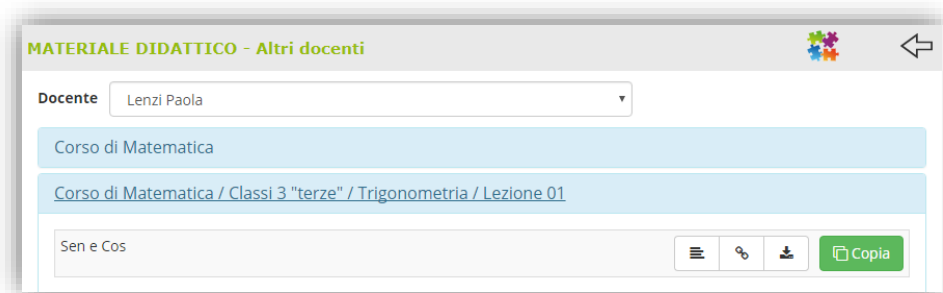 MATERIALE DIDATTICO - Altri docenti
Docente Lenzi Paola
Corso di Matematica
Corso di Matematica / Classi 3 "terze" / Trigonometria / Lezione 01
Sen e Cos Copia